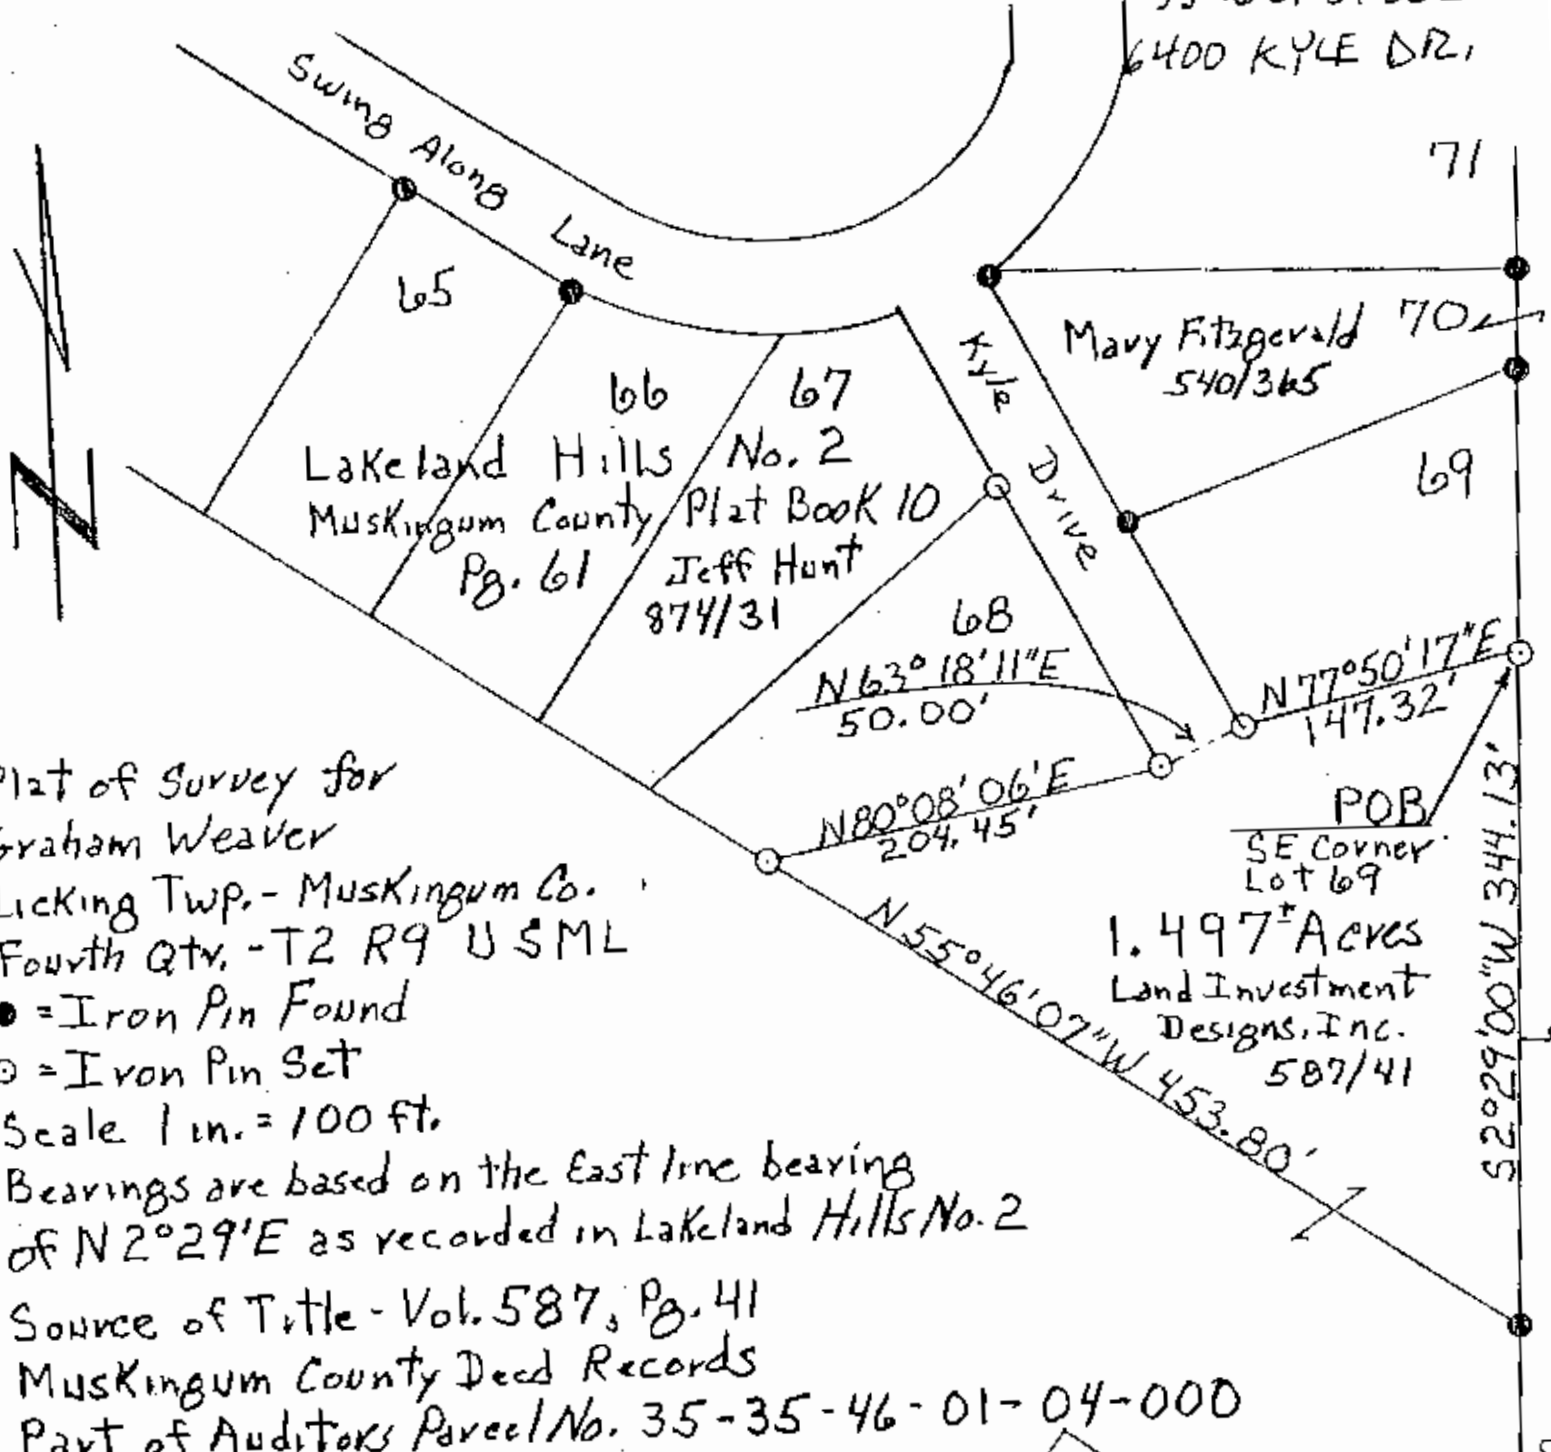 6400 KYLE DR,
71
Swing Along Lane
65
66
67
Lakeland Hills No. 2
Muskingum County Plat Book 10
Pg. 61
Jeff Hunt
874/31
Kyle Drive
Mary Fitzgerald
540/365
70
69
68
N63°18'11"E
50.00'
N77°50'17"E
147.32'
N80°08'06"E
204.45'
POB
SE Corner
Lot 69
1.497± Acres
Land Investment
Designs, Inc.
587/41
S2°29'00"W 344.13'
N55°46'07"W 453.80'
N
Plat of Survey for
Graham Weaver
Licking Twp. - Muskingum Co.
Fourth Qtr. - T2 R9 USML
= Iron Pin Found
= Iron Pin Set
Scale 1 in. = 100 ft.
Bearings are based on the East line bearing
of N2°29'E as recorded in Lakeland Hills No. 2
Source of Title - Vol. 587, Pg. 41
Muskingum County Deed Records
Part of Auditors Parcel No. 35-35-46-01-04-000